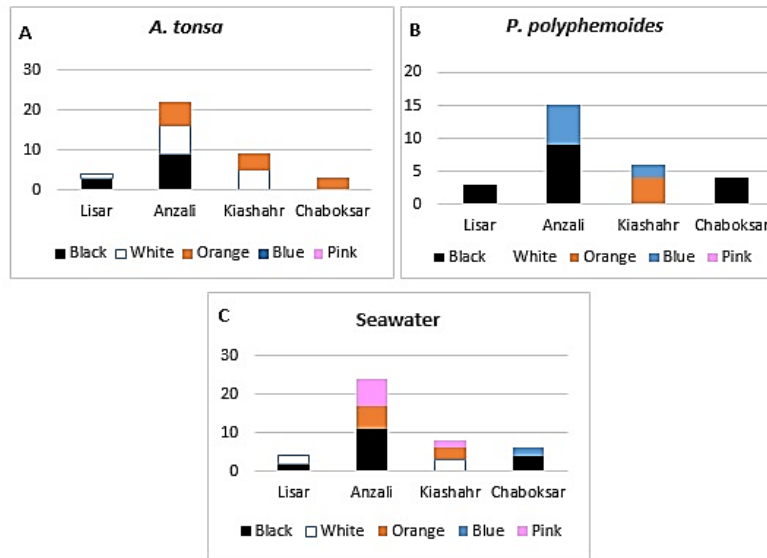 A
A. tonsa
30
20
10
0
Lisar Anzali Kiashahr Chaboksar
Black White Orange Blue Pink
B
P. polyphemoides
20
15
10
5
0
Lisar Anzali Kiashahr Chaboksar
Black White Orange Blue Pink
C
Seawater
30
20
10
0
Lisar Anzali Kiashahr Chaboksar
Black White Orange Blue Pink